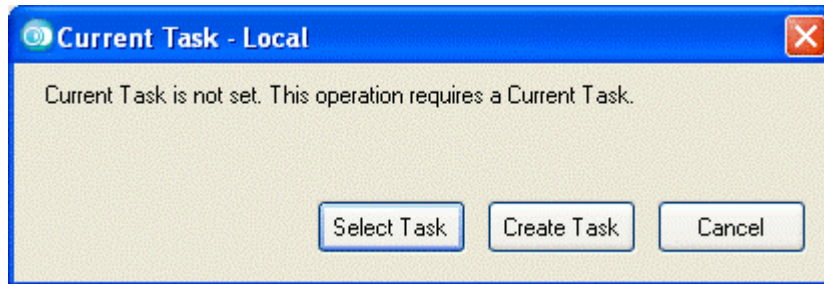 Current Task - Local
Current Task is not set. This operation requires a Current Task.
Select Task Create Task Cancel